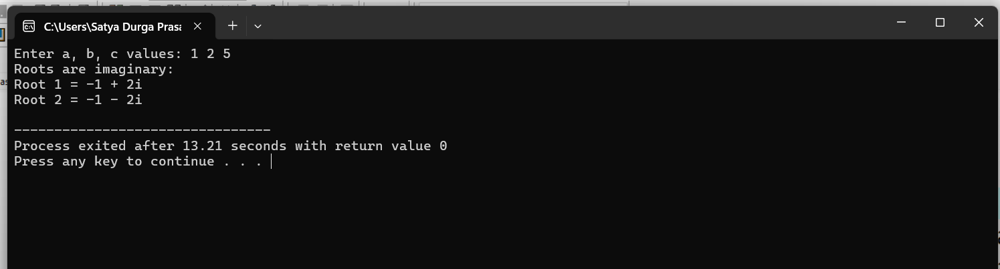 C:\Users\Satya Durga Prasa
Enter a, b, c values: 1 2 5
Roots are imaginary:
Root 1 = -1 + 2i
Root 2 = -1 - 2i
--------------------------------
Process exited after 13.21 seconds with return value 0
Press any key to continue . . .